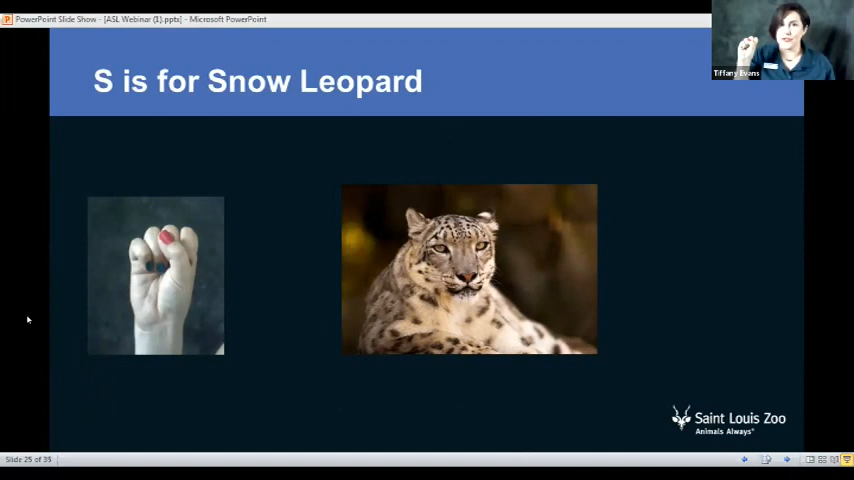 PowerPoint Slide Show - [ASL Webinar (1).pptx] - Microsoft PowerPoint
Tiffany Evans
S is for Snow Leopard
Saint Louis Zoo
Animals Always®
Slide 25 of 35